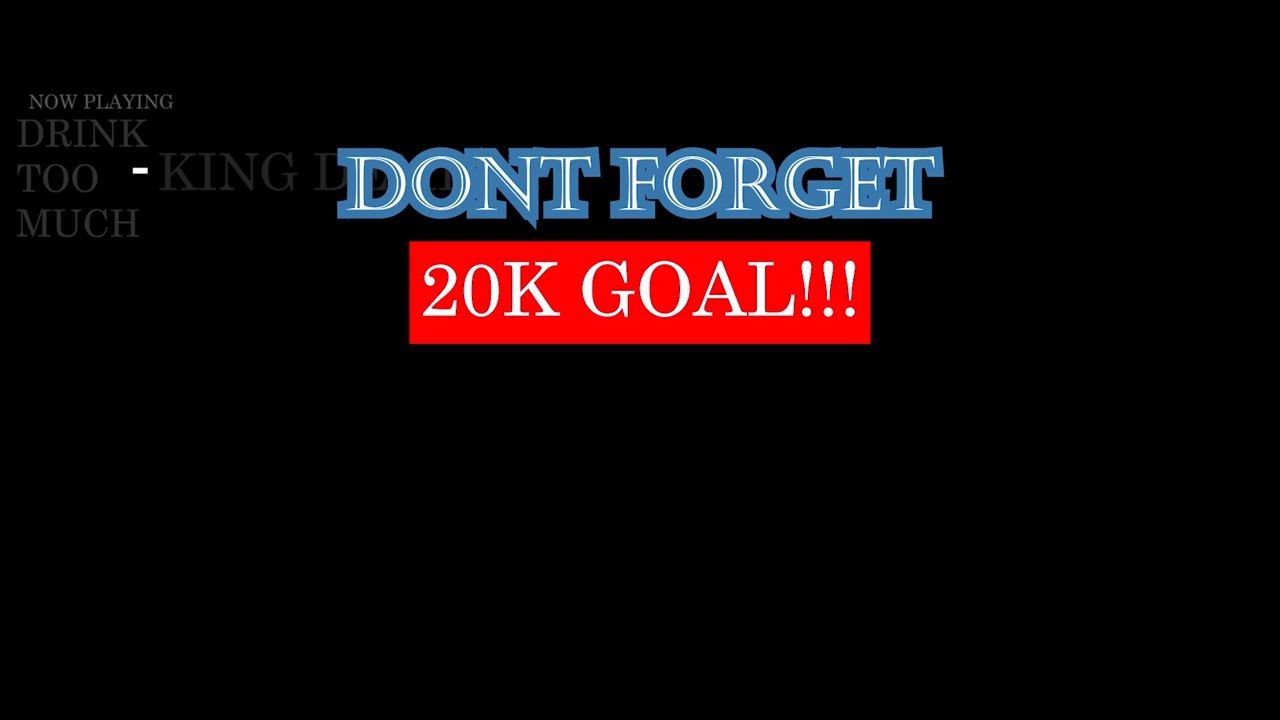 NOW PLAYING
DRINK
TOO
MUCH
- KING
DONT FORGET
20K GOAL!!!